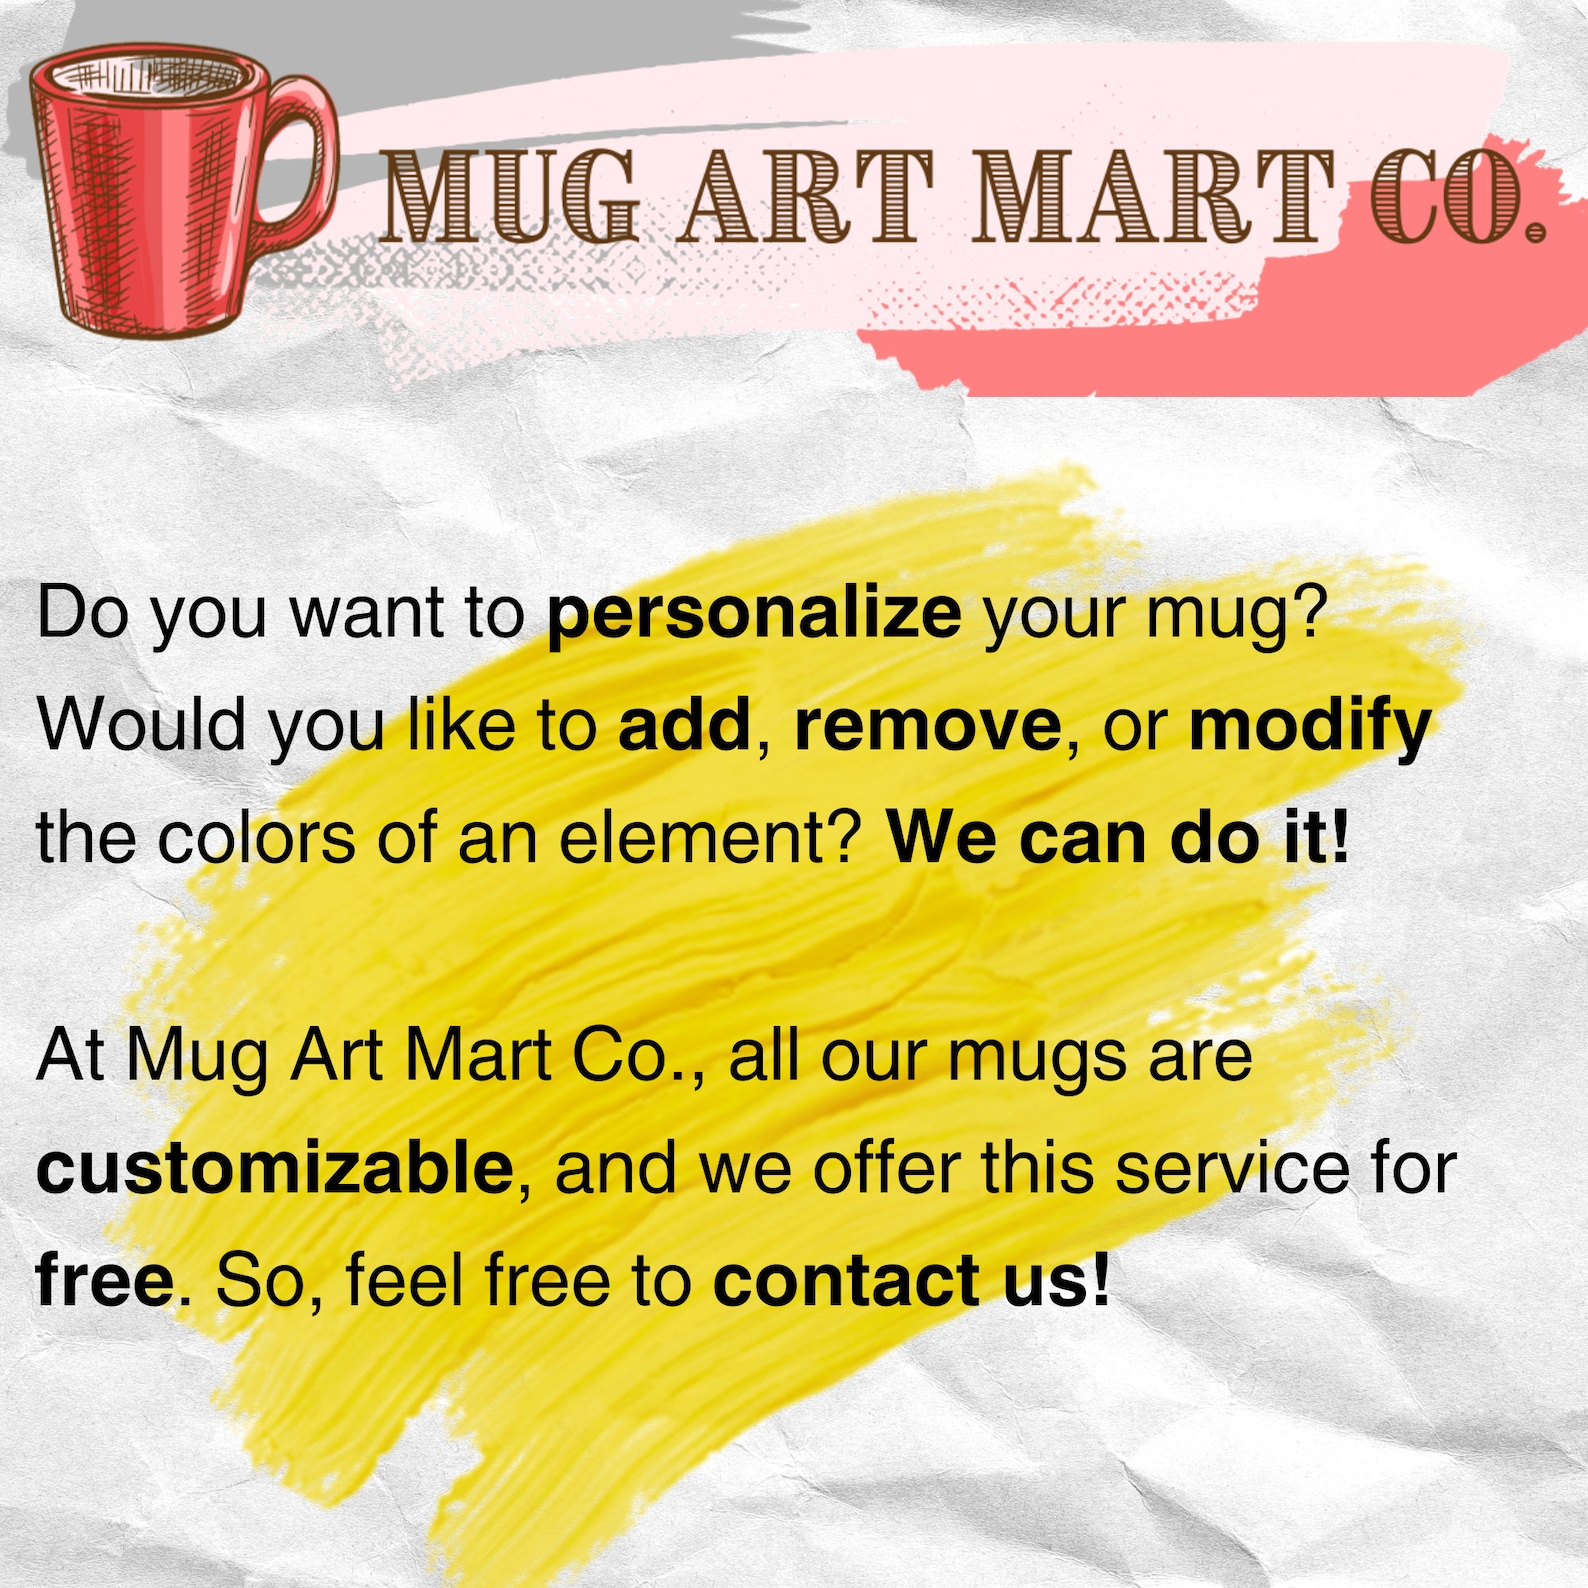 MUG ART MART CO.
Do you want to personalize your mug?
Would you like to add, remove, or modify
the colors of an element? We can do it!
At Mug Art Mart Co., all our mugs are
customizable, and we offer this service for
free. So, feel free to contact us!